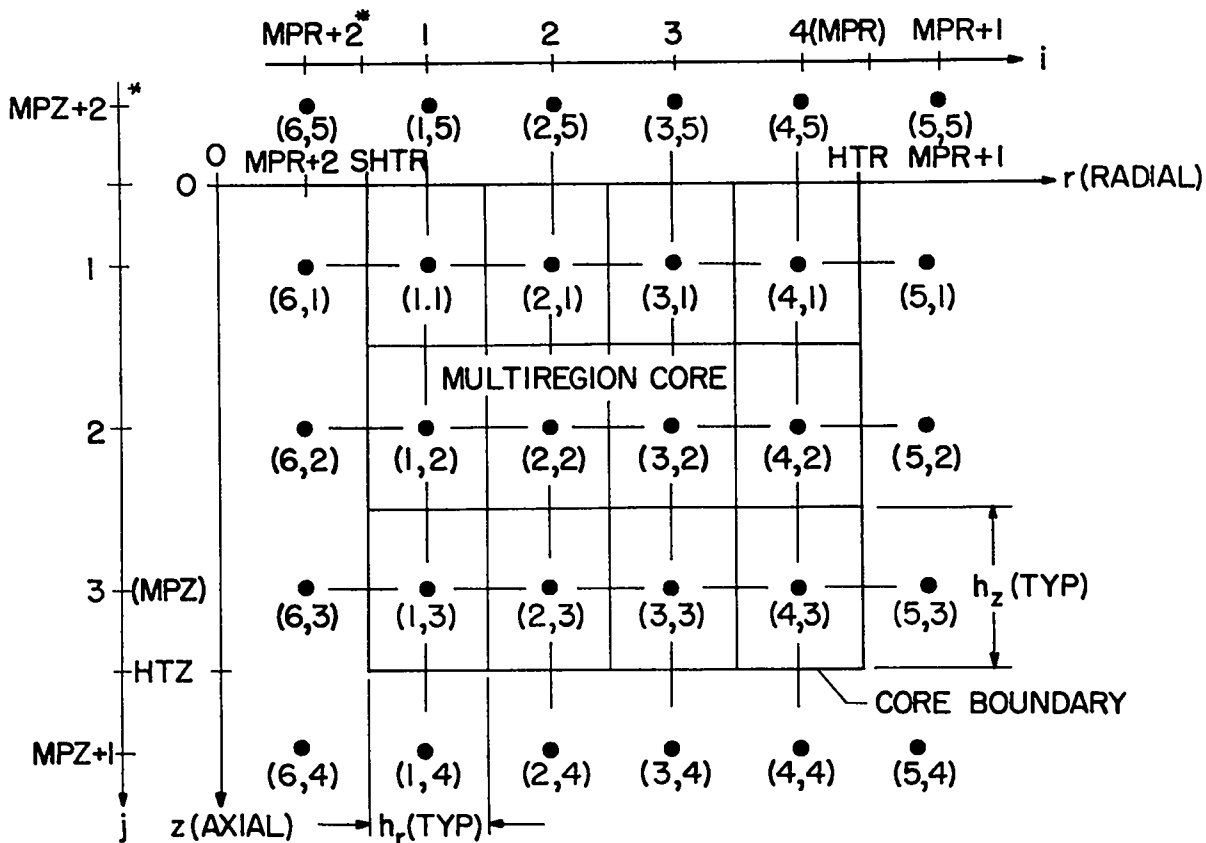 MPR+2* 1 2 3 4(MPR) MPR+1
i
MPZ+2 *
(6,5) (1,5) (2,5) (3,5) (4,5) (5,5)
O MPR+2 SHTR HTR MPR+1
O r(RADIAL)
1
(6,1) (1.1) (2,1) (3,1) (4,1) (5,1)
MULTIREGION CORE
2
(6,2) (1,2) (2,2) (3,2) (4,2) (5,2)
3 (MPZ) hz(TYP)
(6,3) (1,3) (2,3) (3,3) (4,3) (5,3)
HTZ
CORE BOUNDARY
MPZ+1
(6,4) (1,4) (2,4) (3,4) (4,4) (5,4)
j z(AXIAL) hr(TYP)